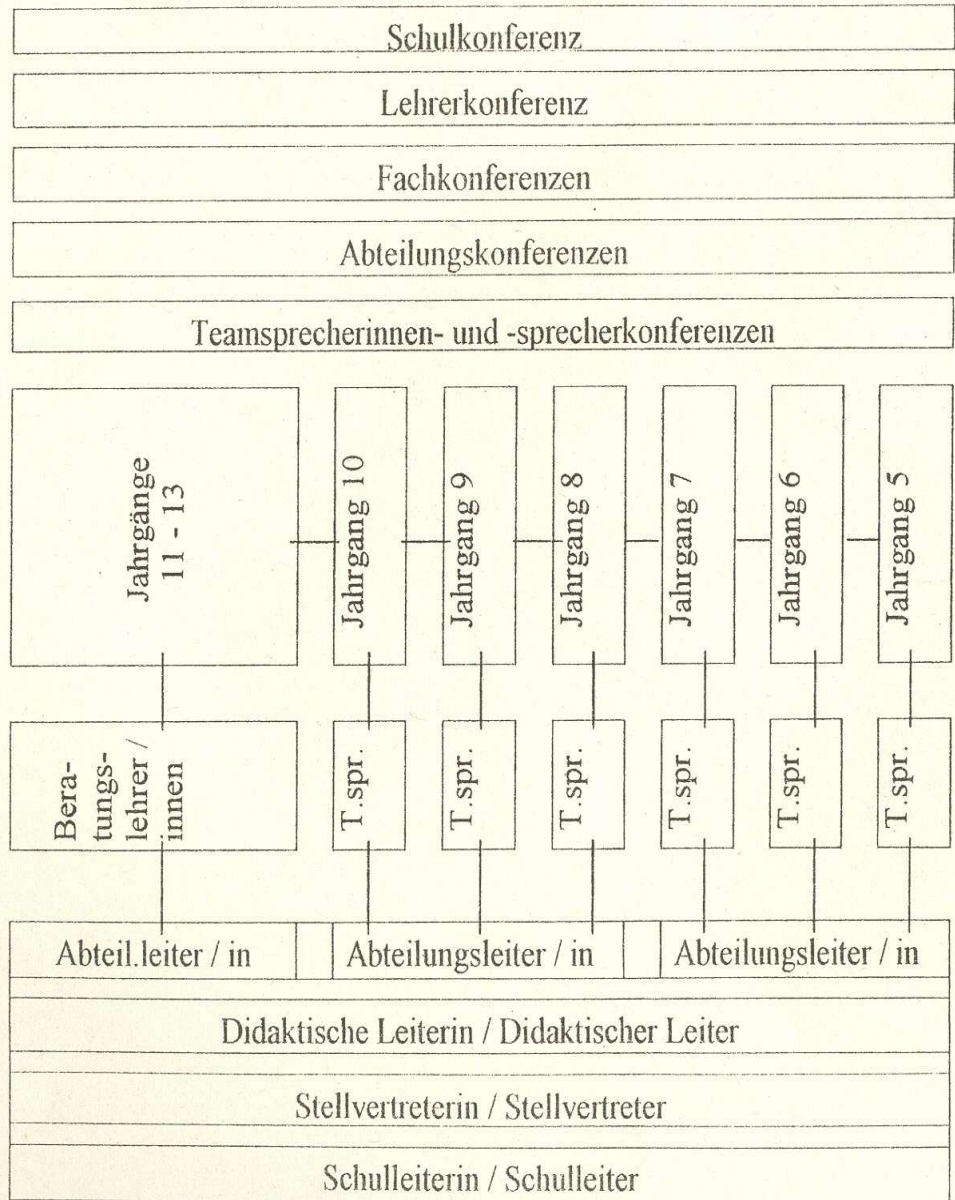 Schulkonferenz
Lehrerkonferenz
Fachkonferenzen
Abteilungskonferenzen
Teamsprecherinnen- und -sprecherkonferenzen
Jahrgänge
11 - 13
Jahrgang 10
Jahrgang 9
Jahrgang 8
Jahrgang 7
Jahrgang 6
Jahrgang 5
Bera-
tungs-
lehrer /
innen
T.spr.
T.spr.
T.spr.
T.spr.
T.spr.
T.spr.
Abteil.leiter / in
Abteilungsleiter / in
Abteilungsleiter / in
Didaktische Leiterin / Didaktischer Leiter
Stellvertreterin / Stellvertreter
Schulleiterin / Schulleiter